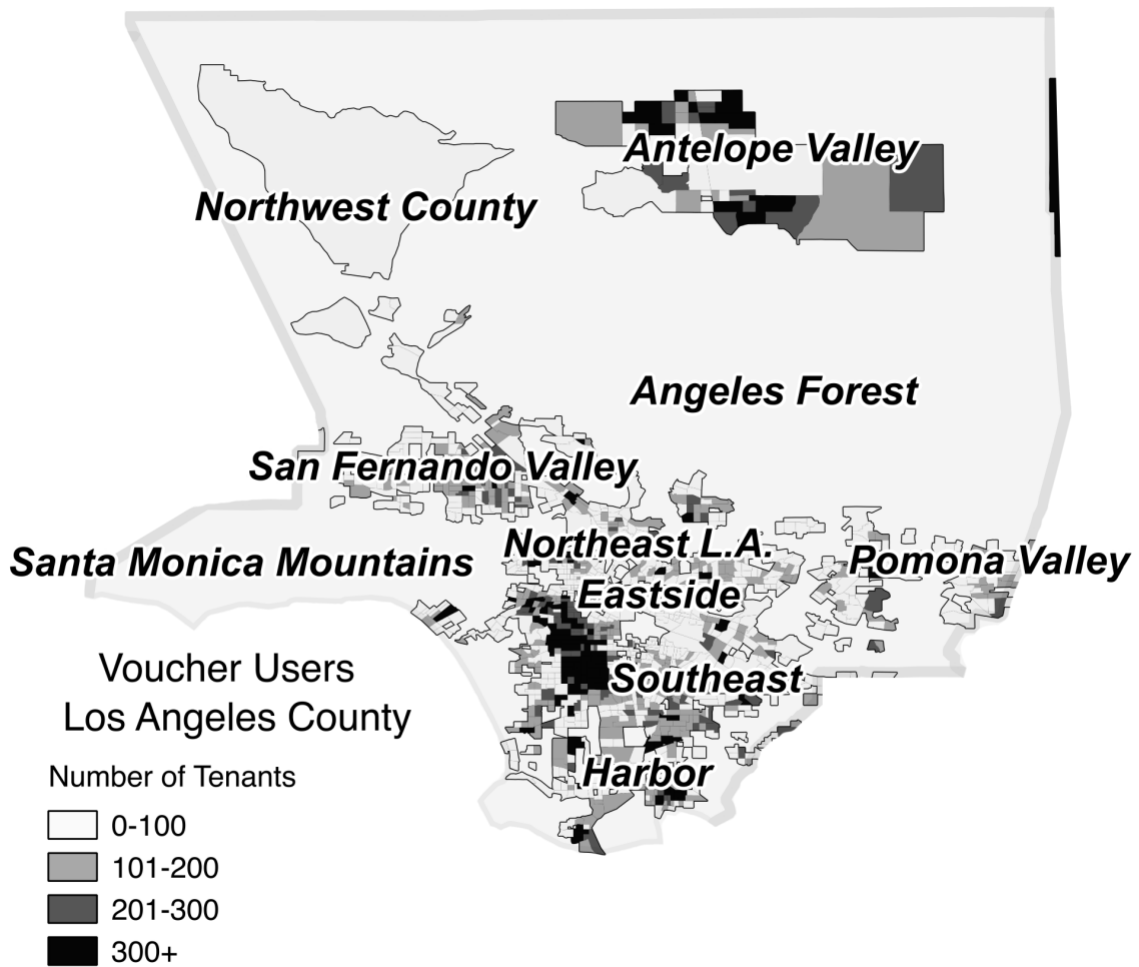 Antelope Valley
Northwest County
Angeles Forest
San Fernando Valley
Northeast L.A.
Santa Monica Mountains
Pomona Valley
Eastside
Southeast
Harbor
Voucher Users
Los Angeles County
Number of Tenants
0-100
101-200
201-300
300+